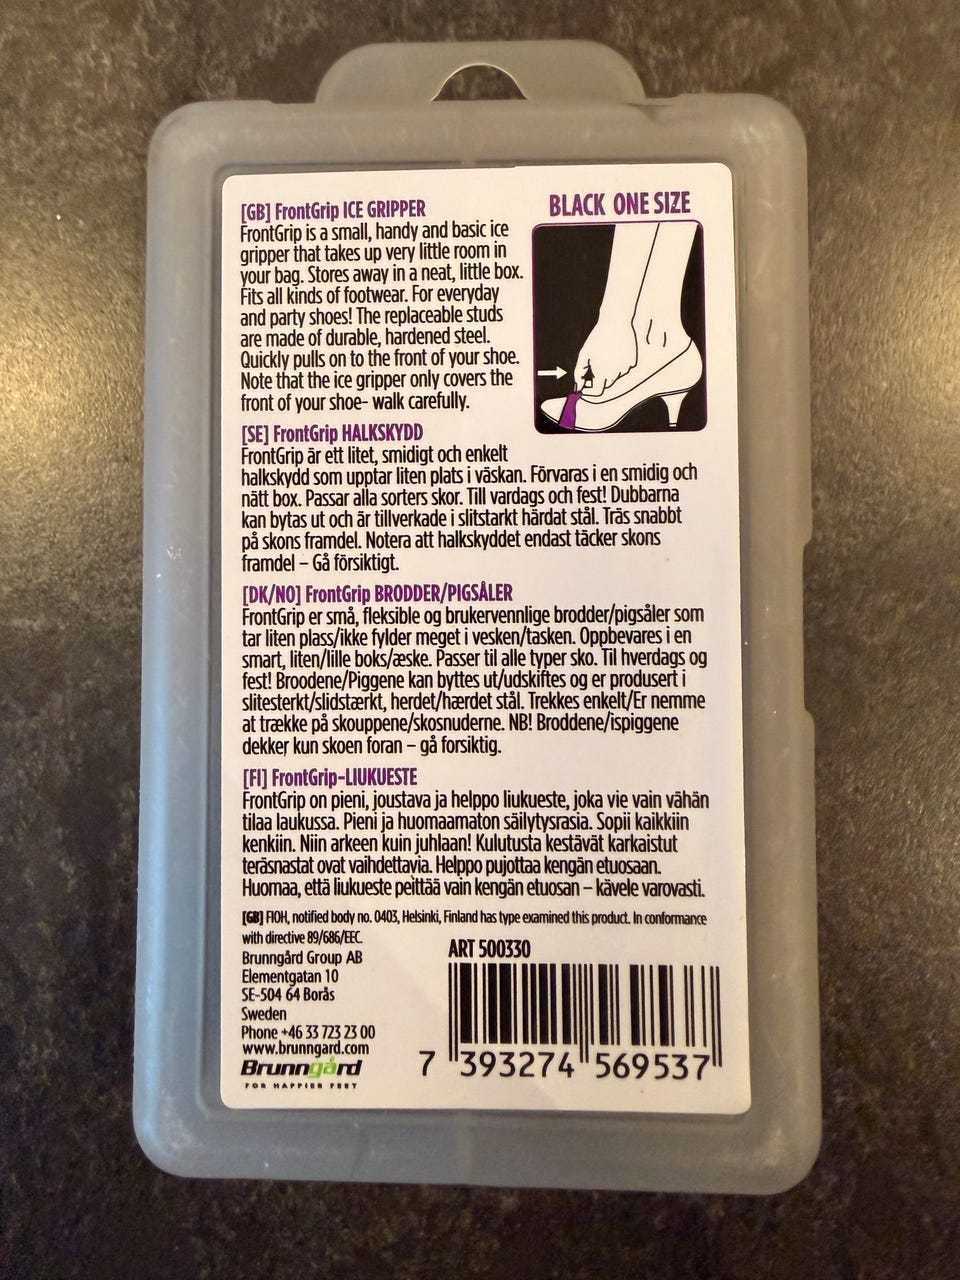 BLACK ONE SIZE
[GB] FrontGrip ICE GRIPPER
FrontGrip is a small, handy and basic ice
gripper that takes up very little room in
your bag. Stores away in a neat, little box.
Fits all kinds of footwear. For everyday
and party shoes! The replaceable studs
are made of durable, hardened steel.
Quickly pulls on to the front of your shoe.
Note that the ice gripper only covers the
front of your shoe- walk carefully.
[SE] FrontGrip HALKSKYDD
FrontGrip är ett litet, smidigt och enkelt
halkskydd som upptar liten plats i väskan. Förvaras i en smidig och
nätt box. Passar alla sorters skor. Till vardags och fest! Dubbarna
kan bytas ut och är tillverkade i slitstarkt härdat stål. Träs snabbt
på skons framdel. Notera att halkskyddet endast täcker skons
framdel – Gå försiktigt.
[DK/NO] FrontGrip BRODDER/PIGSÅLER
FrontGrip er små, fleksible og brukervennlige brodder/pigsåler som
tar liten plass/ikke fylder meget i vesken/tasken. Oppbevares i en
smart, liten/lille boks/æske. Passer til alle typer sko. Til hverdags og
fest! Broodene/Piggene kan byttes ut/udskiftes og er produsert i
slitesterkt/slidstærkt, herdet/hærdet stål. Trekkes enkelt/Er nemme
at trække på skouppene/skosnuderne. NB! Broddene/ispiggene
dekker kun skoen foran – gå forsiktig.
[FI] FrontGrip-LIUKUESTE
FrontGrip on pieni, joustava ja helppo liukueste, joka vie vain vähän
tilaa laukussa. Pieni ja huomaamaton säilytysrasia. Sopii kaikkiin
kenkiin. Niin arkeen kuin juhlaan! Kulutusta kestävät karkaistut
teräsnastat ovat vaihdettavia. Helppo pujottaa kengän etuosaan.
Huomaa, että liukueste peittää vain kengän etuosan – kävele varovasti.
[GB] FIOH, notified body no. 0403, Helsinki, Finland has type examined this product. In conformance
with directive 89/686/EEC.
Brunngård Group AB
Elementgatan 10
SE-504 64 Borås
Sweden
Phone +46 33 723 23 00
www.brunngard.com
Brunngård
FOR HAPPIER FEET
ART 500330
7 393274 569537